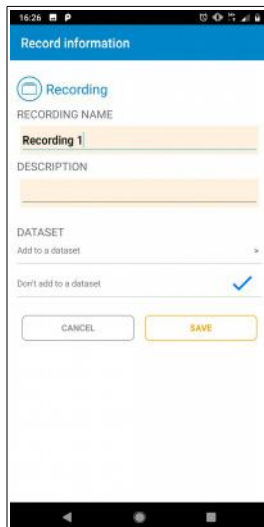 16:26
Record information
Recording
RECORDING NAME
Recording 1
DESCRIPTION
DATASET
Add to a dataset
Don't add to a dataset
CANCEL SAVE